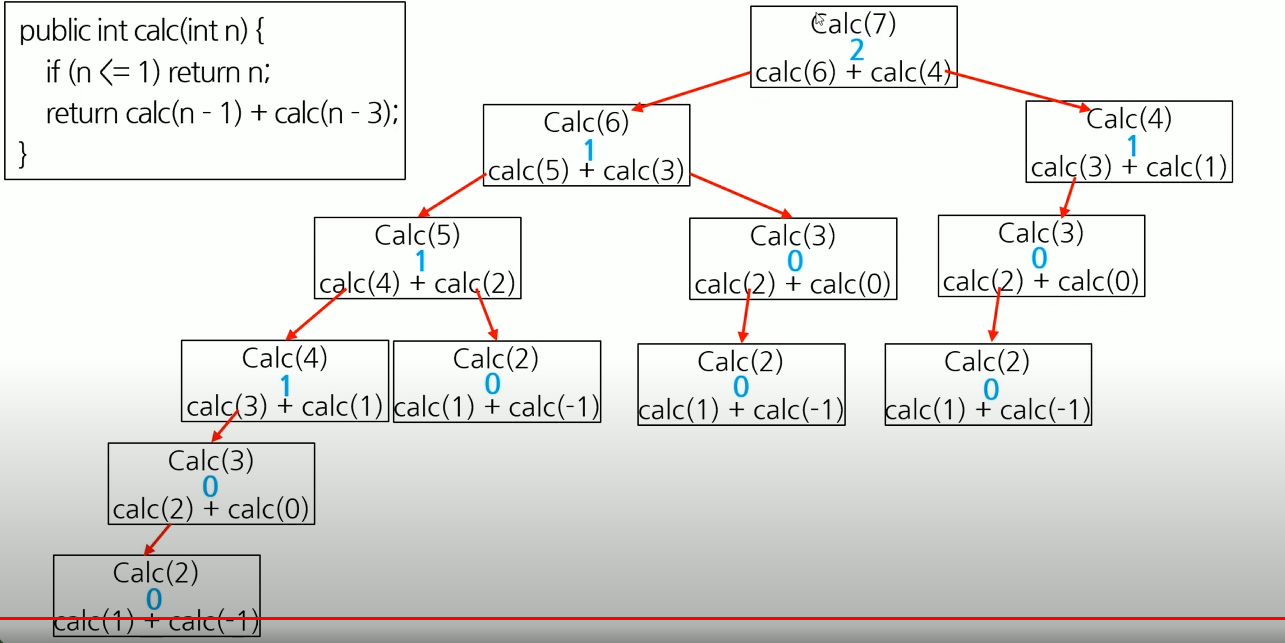 public int calc(int n) {
if (n <= 1) return n;
return calc(n - 1) + calc(n - 3);
}
Calc(7)
2
calc(6) + calc(4)
Calc(6)
1
calc(5) + calc(3)
Calc(4)
1
calc(3) + calc(1)
Calc(5)
1
calc(4) + calc(2)
Calc(3)
0
calc(2) + calc(0)
Calc(3)
0
calc(2) + calc(0)
Calc(4)
1
calc(3) + calc(1)
Calc(2)
0
calc(1) + calc(-1)
Calc(2)
0
calc(1) + calc(-1)
Calc(2)
0
calc(1) + calc(-1)
Calc(3)
0
calc(2) + calc(0)
Calc(2)
0
calc(1) + calc(-1)